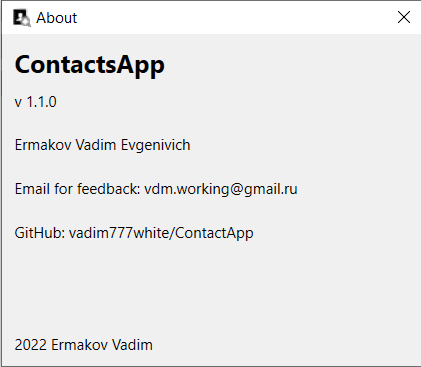 About
ContactsApp
v 1.1.0
Ermakov Vadim Evgenivich
Email for feedback: vdm.working@gmail.ru
GitHub: vadim777white/ContactApp
2022 Ermakov Vadim